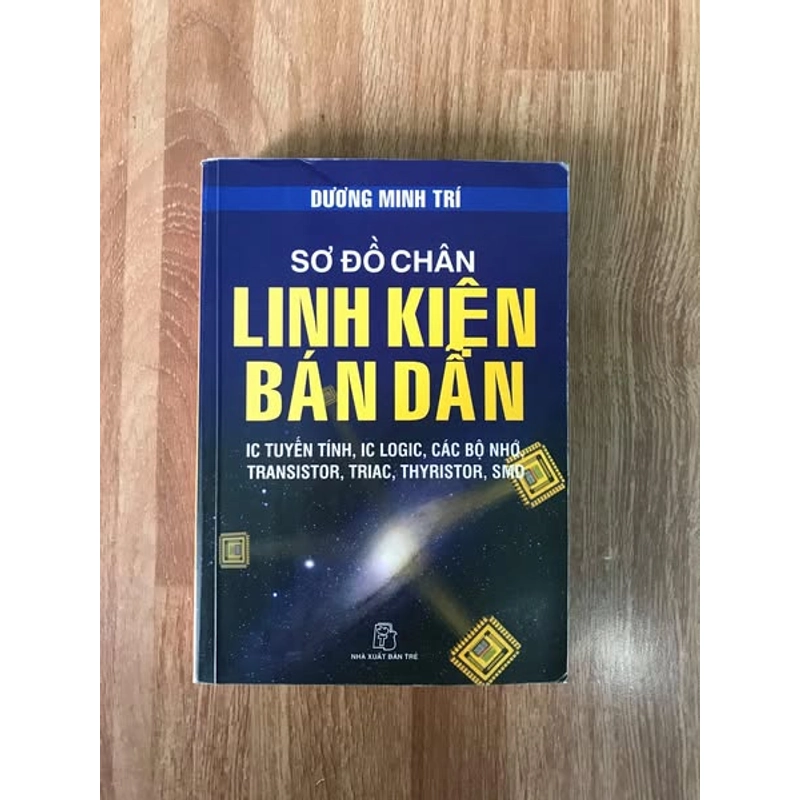 DƯƠNG MINH TRÍ
SƠ ĐỒ CHÂN
LINH KIỆN
BÁN DẪN
IC TUYẾN TÍNH, IC LOGIC, CÁC BỘ NHỚ,
TRANSISTOR, TRIAC, THYRISTOR, SMD
NHÀ XUẤT BẢN TRẺ